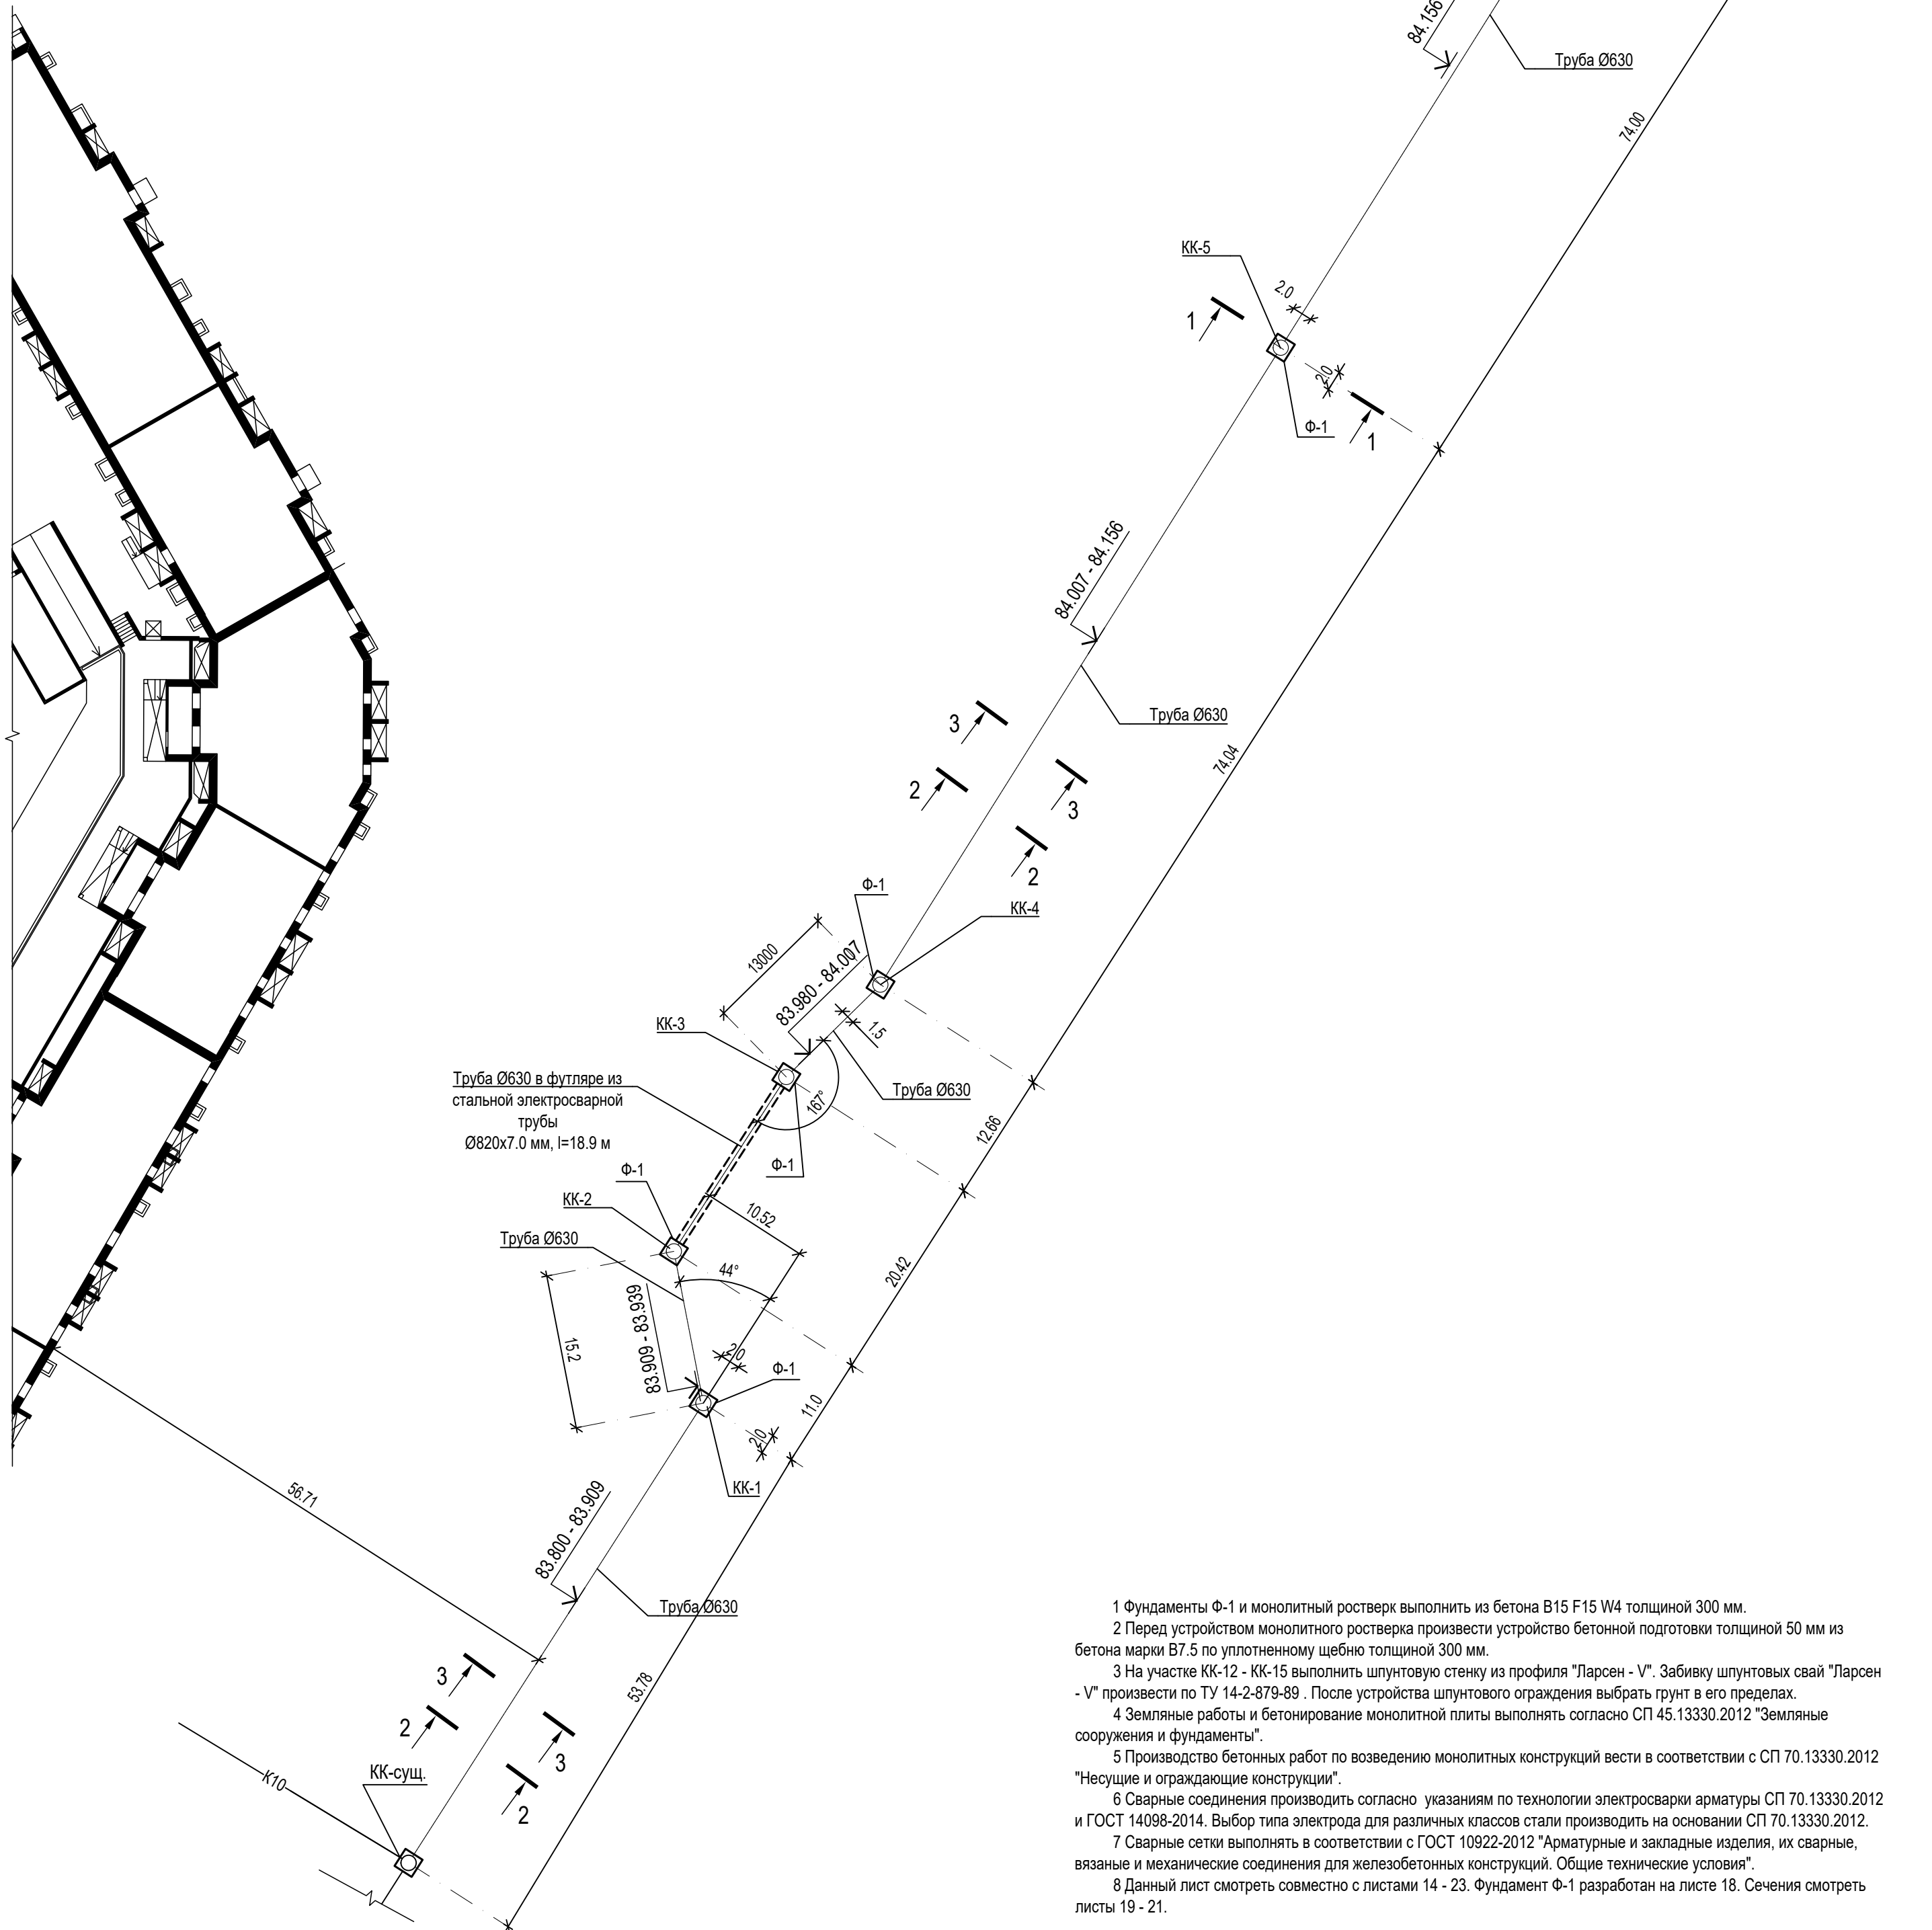 84.156
Труба Ø630
74.00
КК-5
2.0
1
2.0
Ф-1
1
84.007 - 84.156
Труба Ø630
3
74.04
2
3
2
Ф-1
КК-4
13000
83.980 - 84.007
КК-3
1.5
Труба Ø630 в футляре из
стальной электросварной
трубы
Ø820х7.0 мм, l=18.9 м
Труба Ø630
167°
12.66
Ф-1
Ф-1
КК-2
10.52
Труба Ø630
44°
20.42
83.909 - 83.939
15.2
2.0
Ф-1
11.0
2.0
КК-1
56.71
83.800 - 83.909
Труба Ø630
3
53.78
2
3
К10
КК-сущ.
2
1 Фундаменты Ф-1 и монолитный ростверк выполнить из бетона В15 F15 W4 толщиной 300 мм.
2 Перед устройством монолитного ростверка произвести устройство бетонной подготовки толщиной 50 мм из
бетона марки В7.5 по уплотненному щебню толщиной 300 мм.
3 На участке КК-12 - КК-15 выполнить шпунтовую стенку из профиля "Ларсен - V". Забивку шпунтовых свай "Ларсен
- V" произвести по ТУ 14-2-879-89 . После устройства шпунтового ограждения выбрать грунт в его пределах.
4 Земляные работы и бетонирование монолитной плиты выполнять согласно СП 45.13330.2012 "Земляные
сооружения и фундаменты".
5 Производство бетонных работ по возведению монолитных конструкций вести в соответствии с СП 70.13330.2012
"Несущие и ограждающие конструкции".
6 Сварные соединения производить согласно указаниям по технологии электросварки арматуры СП 70.13330.2012
и ГОСТ 14098-2014. Выбор типа электрода для различных классов стали производить на основании СП 70.13330.2012.
7 Сварные сетки выполнять в соответствии с ГОСТ 10922-2012 "Арматурные и закладные изделия, их сварные,
вязаные и механические соединения для железобетонных конструкций. Общие технические условия".
8 Данный лист смотреть совместно с листами 14 - 23. Фундамент Ф-1 разработан на листе 18. Сечения смотреть
листы 19 - 21.